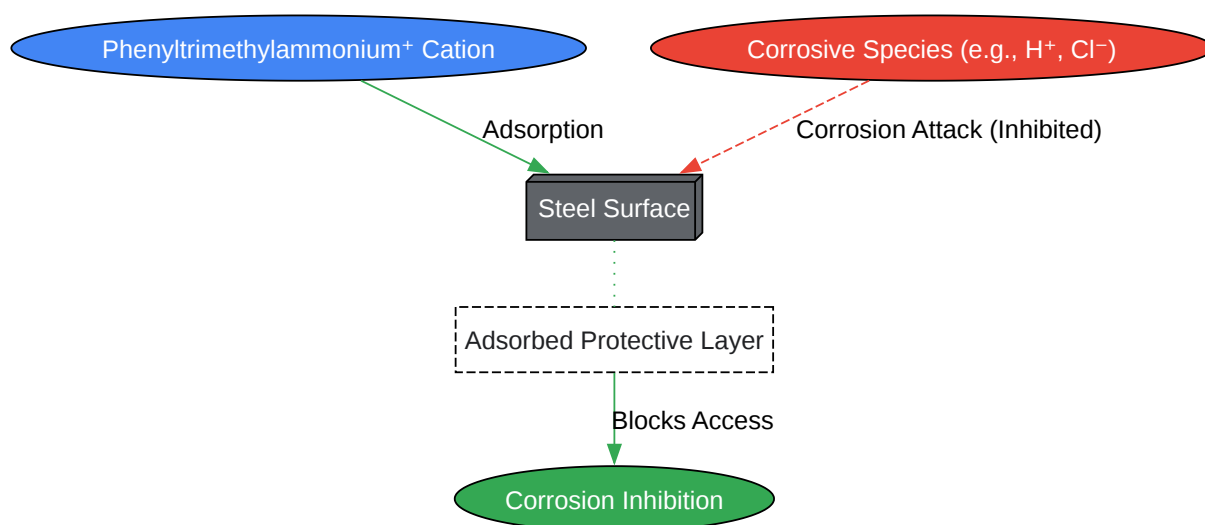 Phenyltrimethylammonium⁺ Cation
Corrosive Species (e.g., H⁺, Cl⁻)
Adsorption
Corrosion Attack (Inhibited)
Steel Surface
Adsorbed Protective Layer
Blocks Access
Corrosion Inhibition